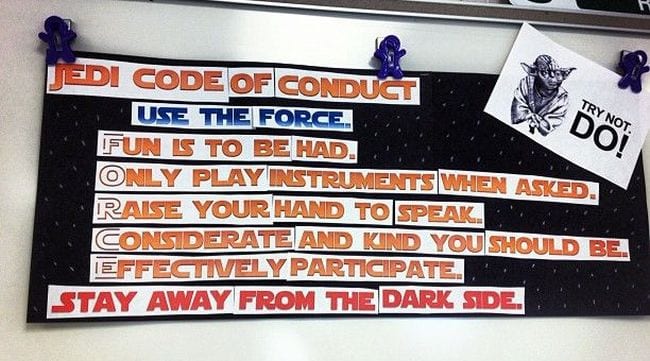 JEDI CODE OF CONDUCT
USE THE FORCE.
FUN IS TO BE HAD.
ONLY PLAY INSTRUMENTS WHEN ASKED.
RAISE YOUR HAND TO SPEAK.
CONSIDERATE AND KIND YOU SHOULD BE.
EFFECTIVELY PARTICIPATE.
STAY AWAY FROM THE DARK SIDE.
TRY NOT.
DO!